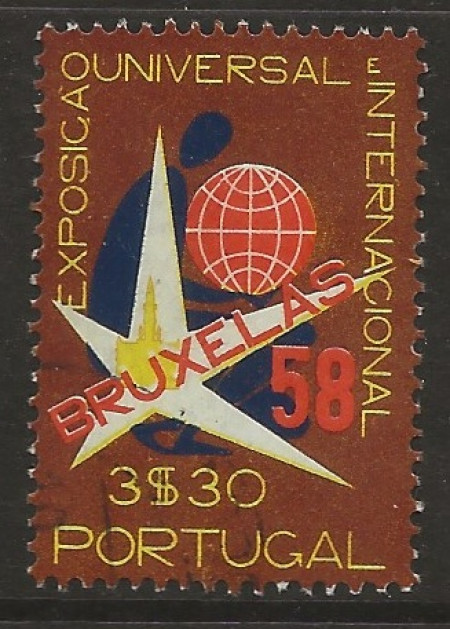 EXPOSIÇÃO
UNIVERSAL
E
INTERNACIONAL
BRUXELAS
58
3$30
PORTUGAL